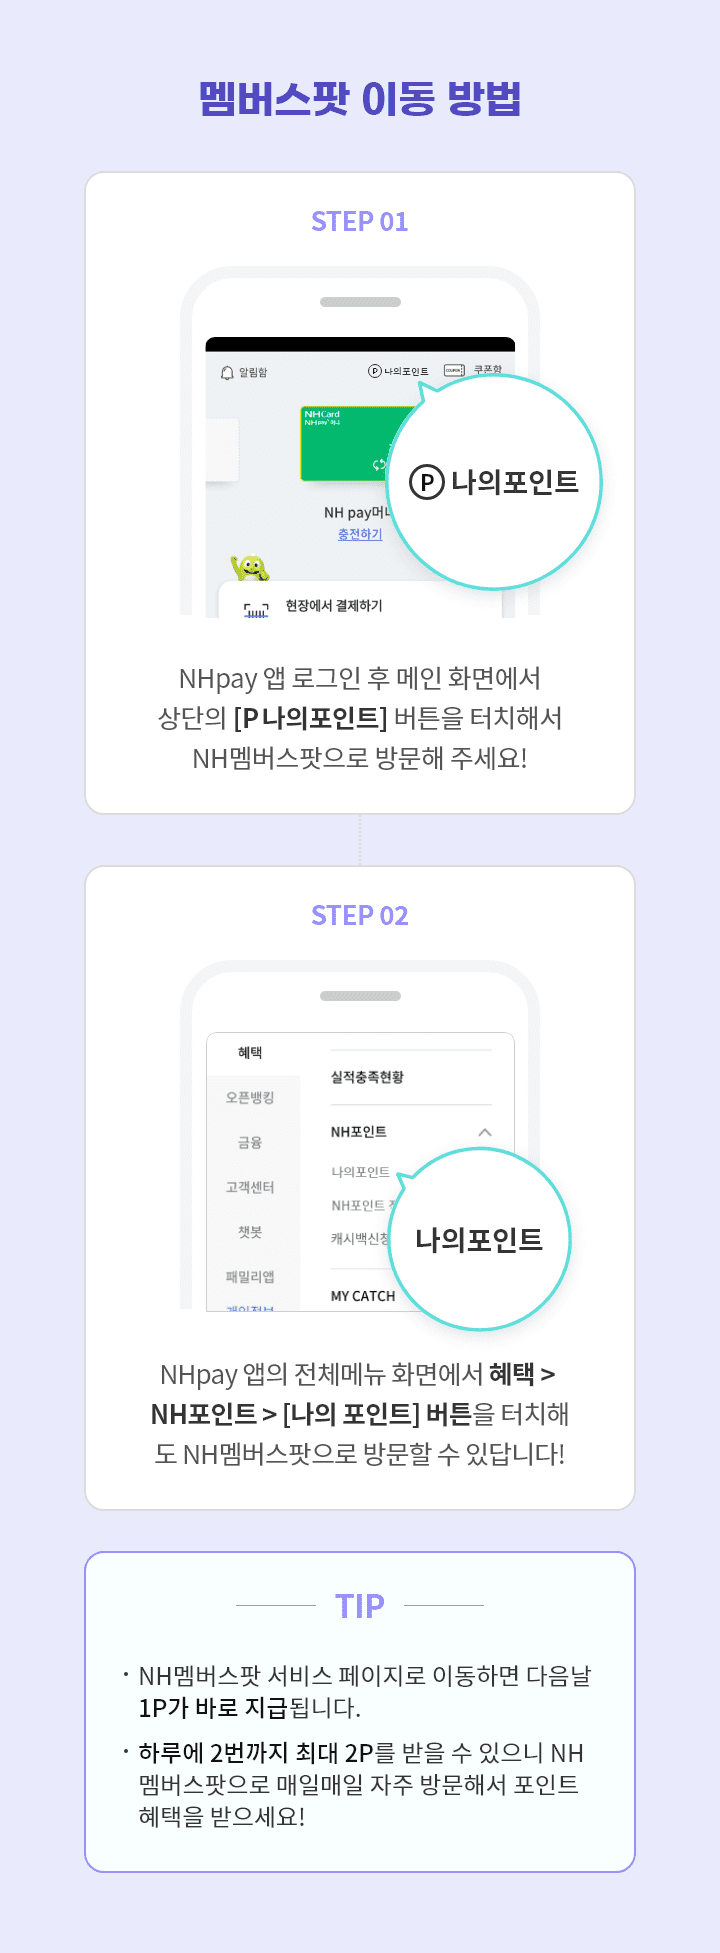 멤버스팟 이동 방법
STEP 01
알림함
P 나의포인트
COUPON
쿠폰함
NH Card
NH pay 머니
P 나의포인트
NH pay머니
충전하기
현장에서 결제하기
NHpay 앱 로그인 후 메인 화면에서
상단의 [P 나의포인트] 버튼을 터치해서
NH멤버스팟으로 방문해 주세요!
STEP 02
혜택
오픈뱅킹
금융
고객센터
챗봇
패밀리앱
개인정보
실적충족현황
NH포인트
나의포인트
NH포인트
캐시백신청
MY CATCH
나의포인트
NHpay 앱의 전체메뉴 화면에서 혜택 >
NH포인트 > [나의 포인트] 버튼을 터치해
도 NH멤버스팟으로 방문할 수 있답니다!
TIP
· NH멤버스팟 서비스 페이지로 이동하면 다음날
1P가 바로 지급됩니다.
· 하루에 2번까지 최대 2P를 받을 수 있으니 NH
멤버스팟으로 매일매일 자주 방문해서 포인트
혜택을 받으세요!